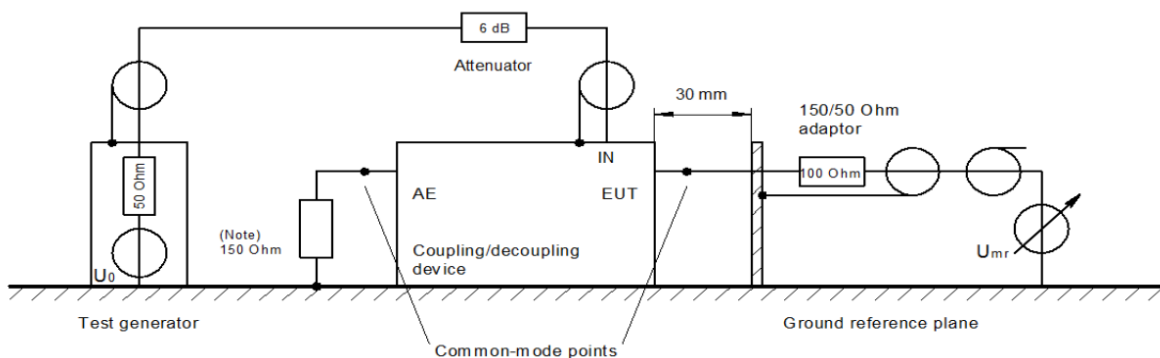 6 dB
Attenuator
30 mm
150/50 Ohm
adaptor
IN
50 Ohm
AE
EUT
100 Ohm
(Note)
150 Ohm
Coupling/decoupling
device
U0
Umr
Test generator
Ground reference plane
Common-mode points